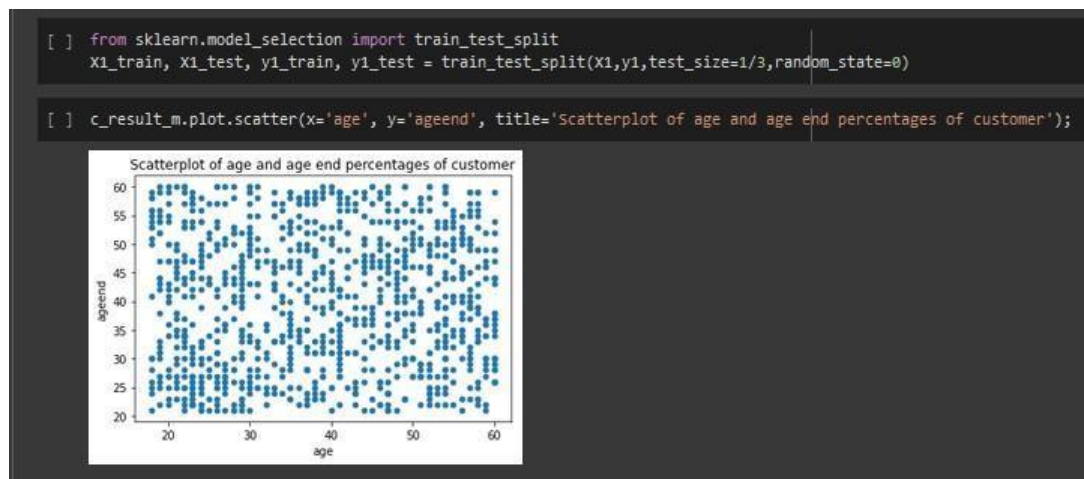 [ ] from sklearn.model_selection import train_test_split
X1_train, X1_test, y1_train, y1_test = train_test_split(X1,y1,test_size=1/3,random_state=0)
[ ] c_result_m.plot.scatter(x='age', y='ageend', title='Scatterplot of age and age end percentages of customer');
Scatterplot of age and age end percentages of customer
60
55
50
45
40
35
30
25
20
ageend
20 30 40 50 60
age